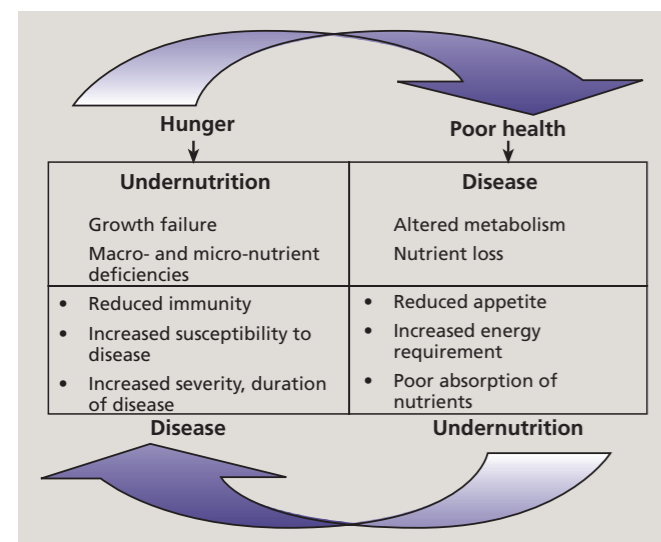 Hunger
Poor health
Undernutrition
Growth failure
Macro- and micro-nutrient
deficiencies
• Reduced immunity
• Increased susceptibility to
disease
• Increased severity, duration
of disease
Disease
Disease
Altered metabolism
Nutrient loss
• Reduced appetite
• Increased energy
requirement
• Poor absorption of
nutrients
Undernutrition